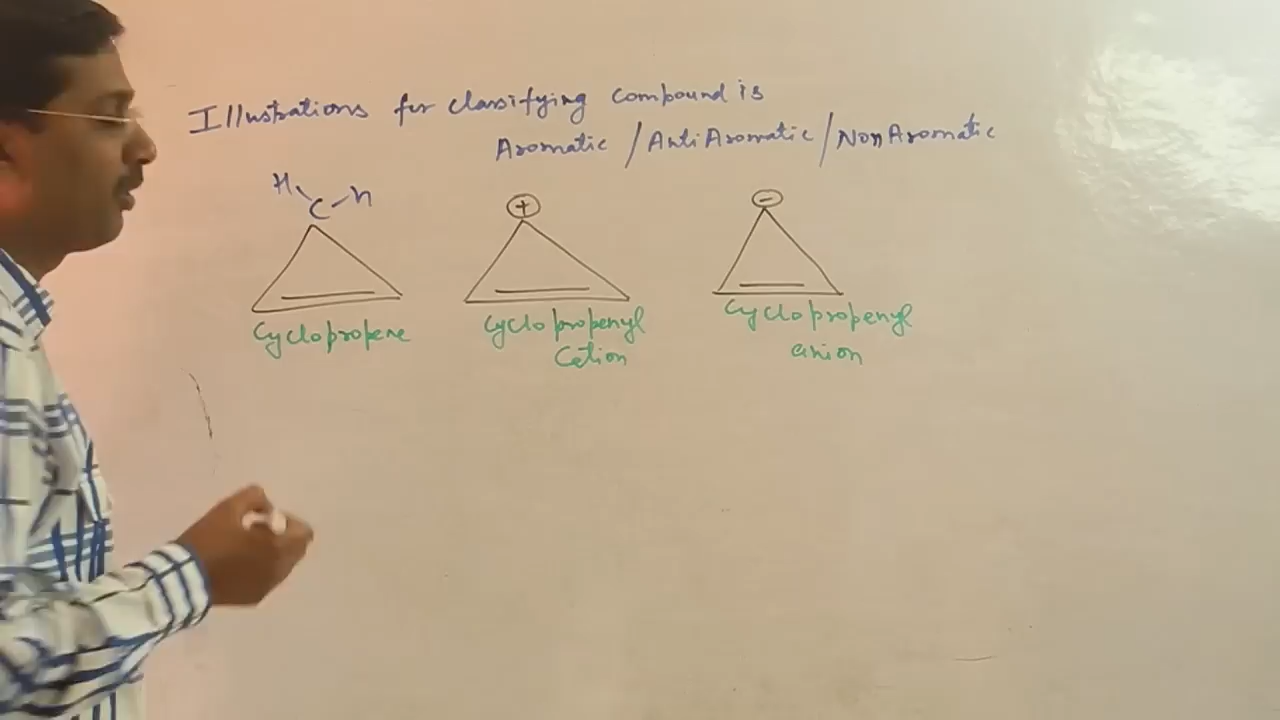 Illustrations for classifying compound is
Aromatic / AntiAromatic / NonAromatic
H C H
+
−
Cyclopropene
Cyclopropenyl
Cation
Cyclopropenyl
anion